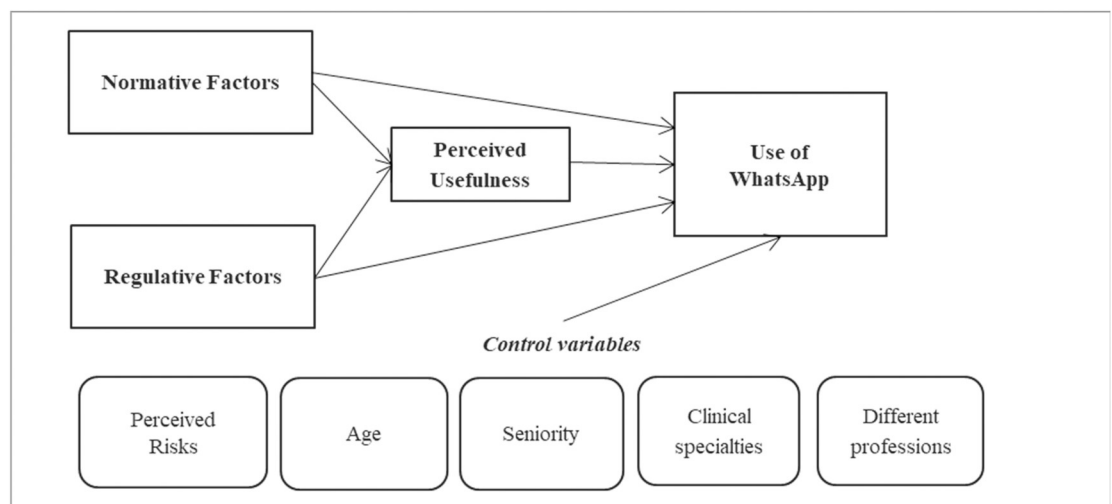 Normative Factors
Perceived
Usefulness
Use of
WhatsApp
Regulative Factors
Control variables
Perceived
Risks
Age
Seniority
Clinical
specialties
Different
professions